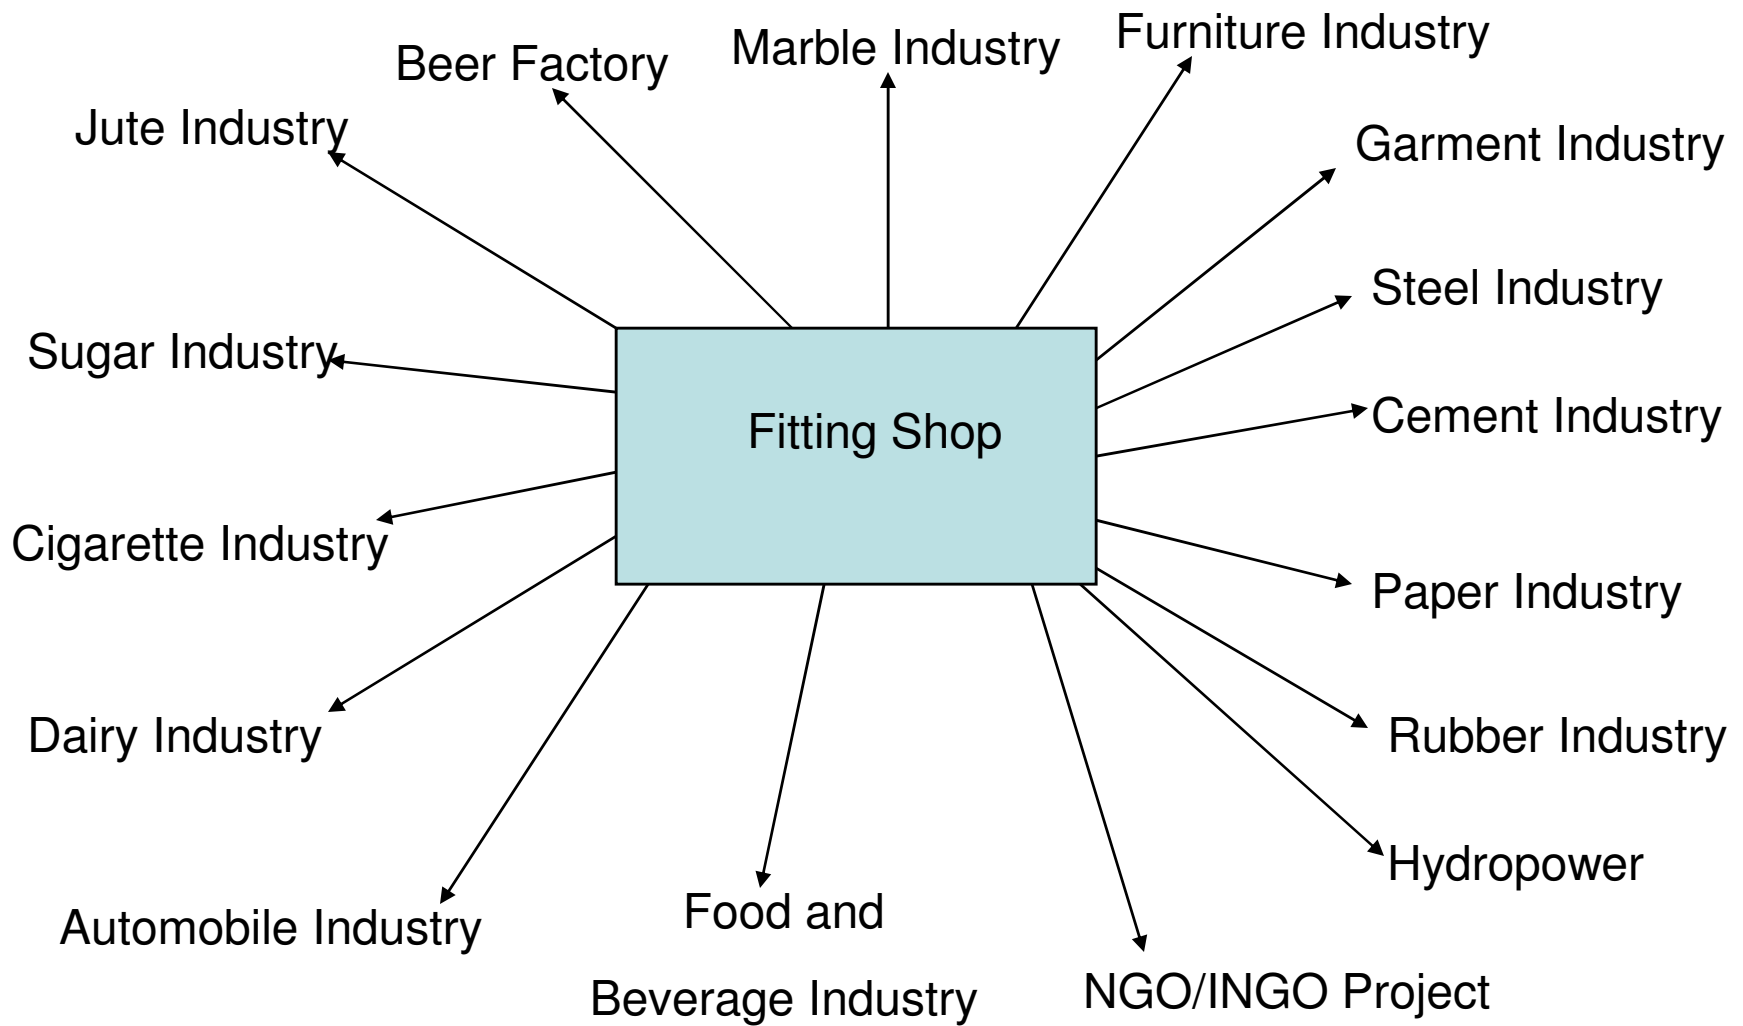 Furniture Industry
Marble Industry
Beer Factory
Jute Industry
Garment Industry
Steel Industry
Sugar Industry
Cement Industry
Fitting Shop
Cigarette Industry
Paper Industry
Dairy Industry
Rubber Industry
Hydropower
Automobile Industry
Food and
Beverage Industry
NGO/INGO Project